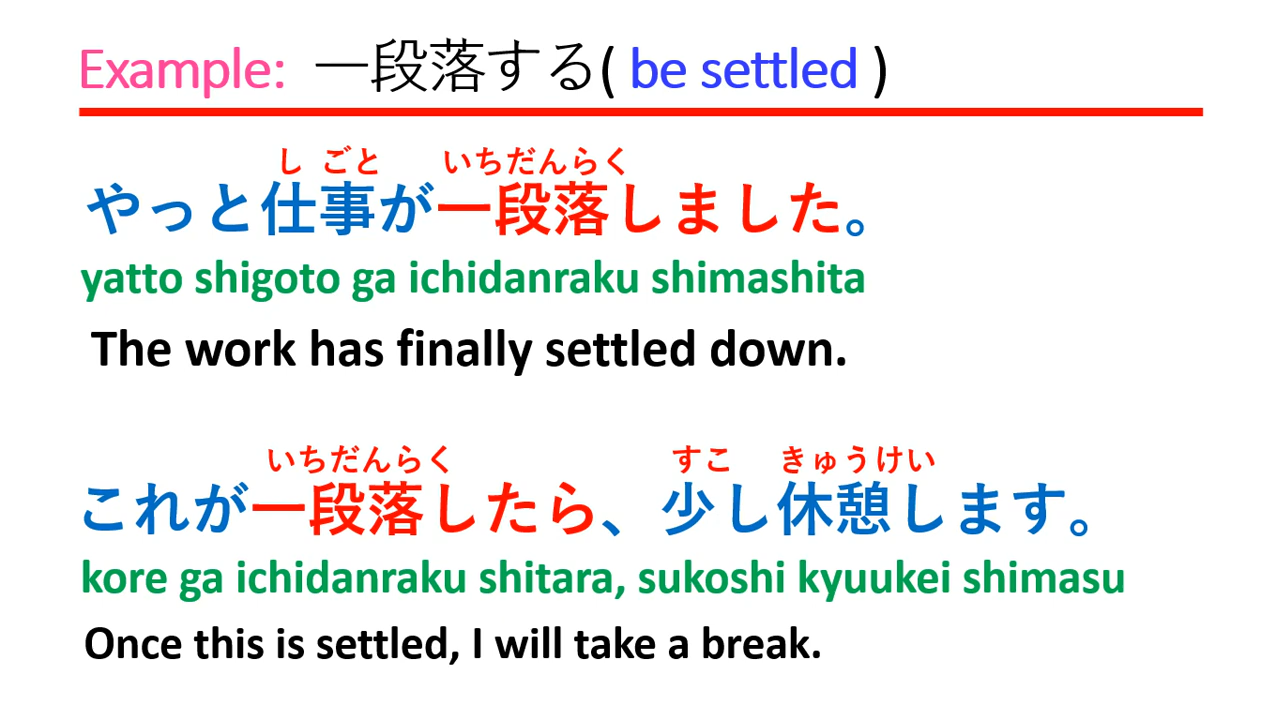 Example: 一段落する( be settled )
し ごと いちだんらく
やっと仕事が一段落しました。
yatto shigoto ga ichidanraku shimashita
The work has finally settled down.
いちだんらく すこ きゅうけい
これが一段落したら、少し休憩します。
kore ga ichidanraku shitara, sukoshi kyuukei shimasu
Once this is settled, I will take a break.